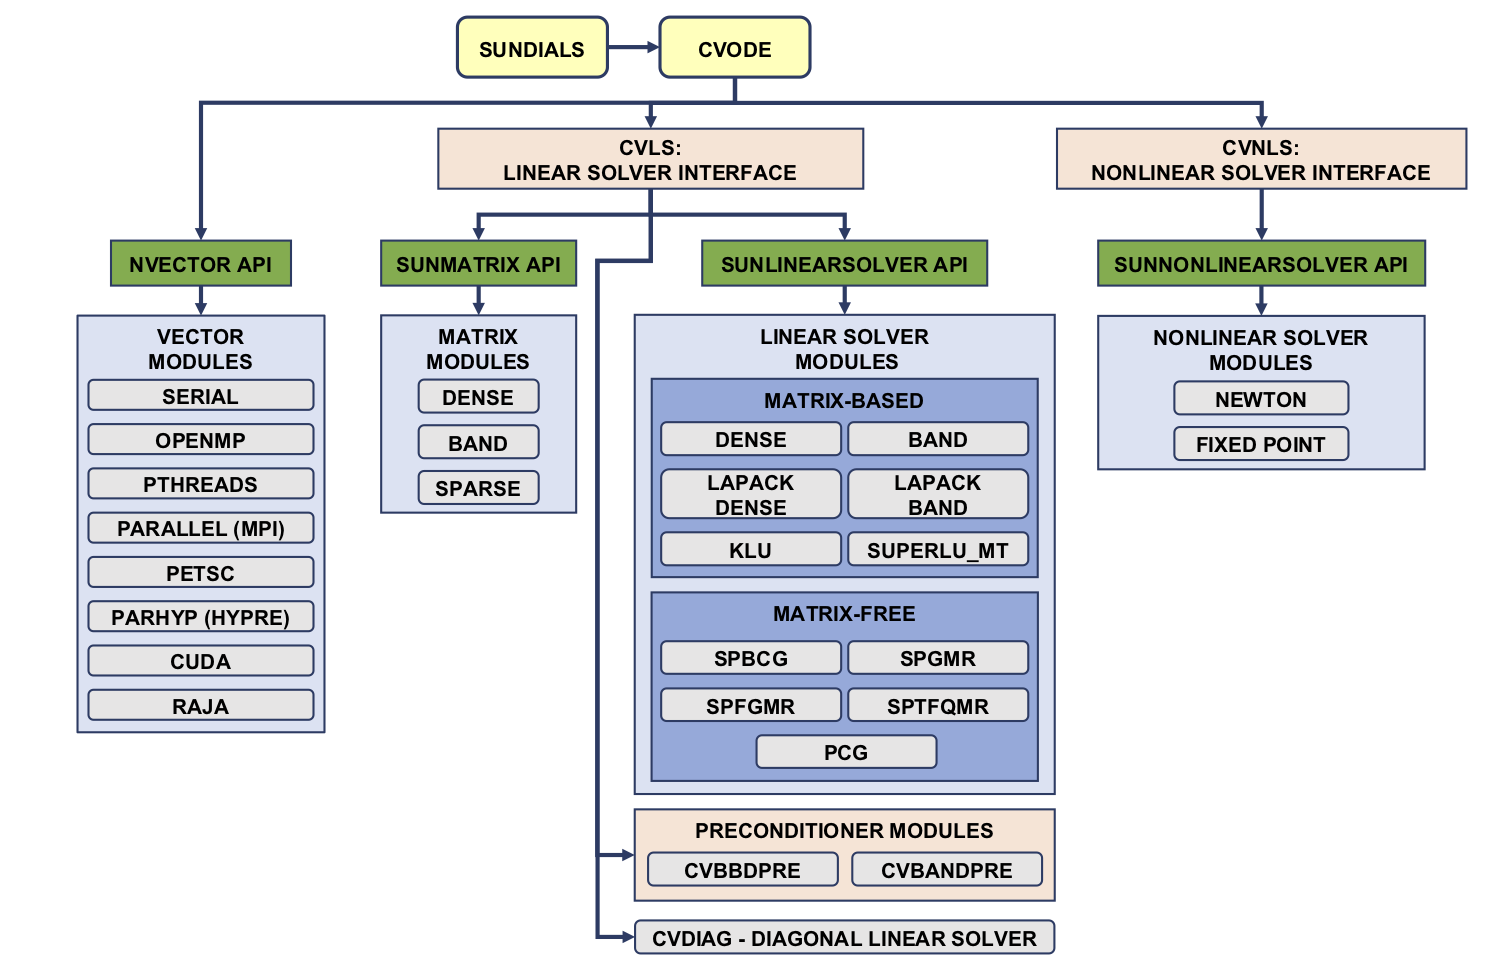 SUNDIALS
CVODE
CVLS:
LINEAR SOLVER INTERFACE
CVNLS:
NONLINEAR SOLVER INTERFACE
NVECTOR API
SUNMATRIX API
SUNLINEARSOLVER API
SUNNONLINEARSOLVER API
VECTOR
MODULES
SERIAL
OPENMP
PTHREADS
PARALLEL (MPI)
PETSC
PARHYP (HYPRE)
CUDA
RAJA
MATRIX
MODULES
DENSE
BAND
SPARSE
LINEAR SOLVER
MODULES
MATRIX-BASED
DENSE
BAND
LAPACK
DENSE
LAPACK
BAND
KLU
SUPERLU_MT
MATRIX-FREE
SPBCG
SPGMR
SPFGMR
SPTFQMR
PCG
NONLINEAR SOLVER
MODULES
NEWTON
FIXED POINT
PRECONDITIONER MODULES
CVBBDPRE
CVBANDPRE
CVDIAG - DIAGONAL LINEAR SOLVER